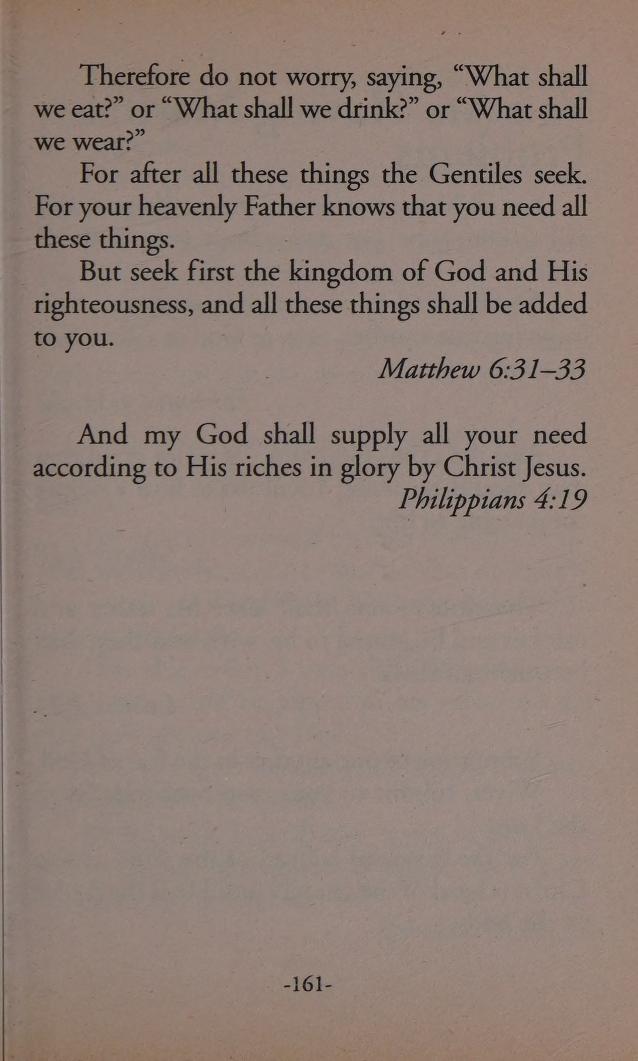 Therefore do not worry, saying, “What shall
we eat?” or “What shall we drink?” or “What shall
we wear?”
For after all these things the Gentiles seek.
For your heavenly Father knows that you need all
these things.
But seek first the kingdom of God and His
righteousness, and all these things shall be added
to you.
Matthew 6:31–33
And my God shall supply all your need
according to His riches in glory by Christ Jesus.
Philippians 4:19
-161-